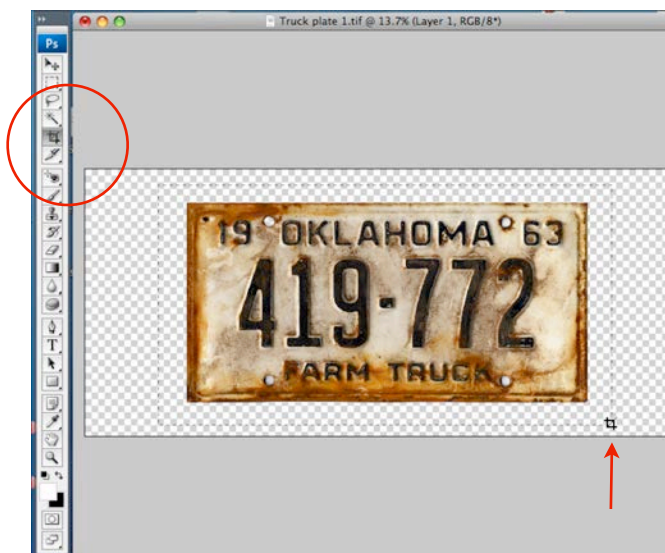 Truck plate 1.tif @ 13.7% (Layer 1, RGB/8*)
Ps
T
19 OKLAHOMA 63
419-772
FARM TRUCK